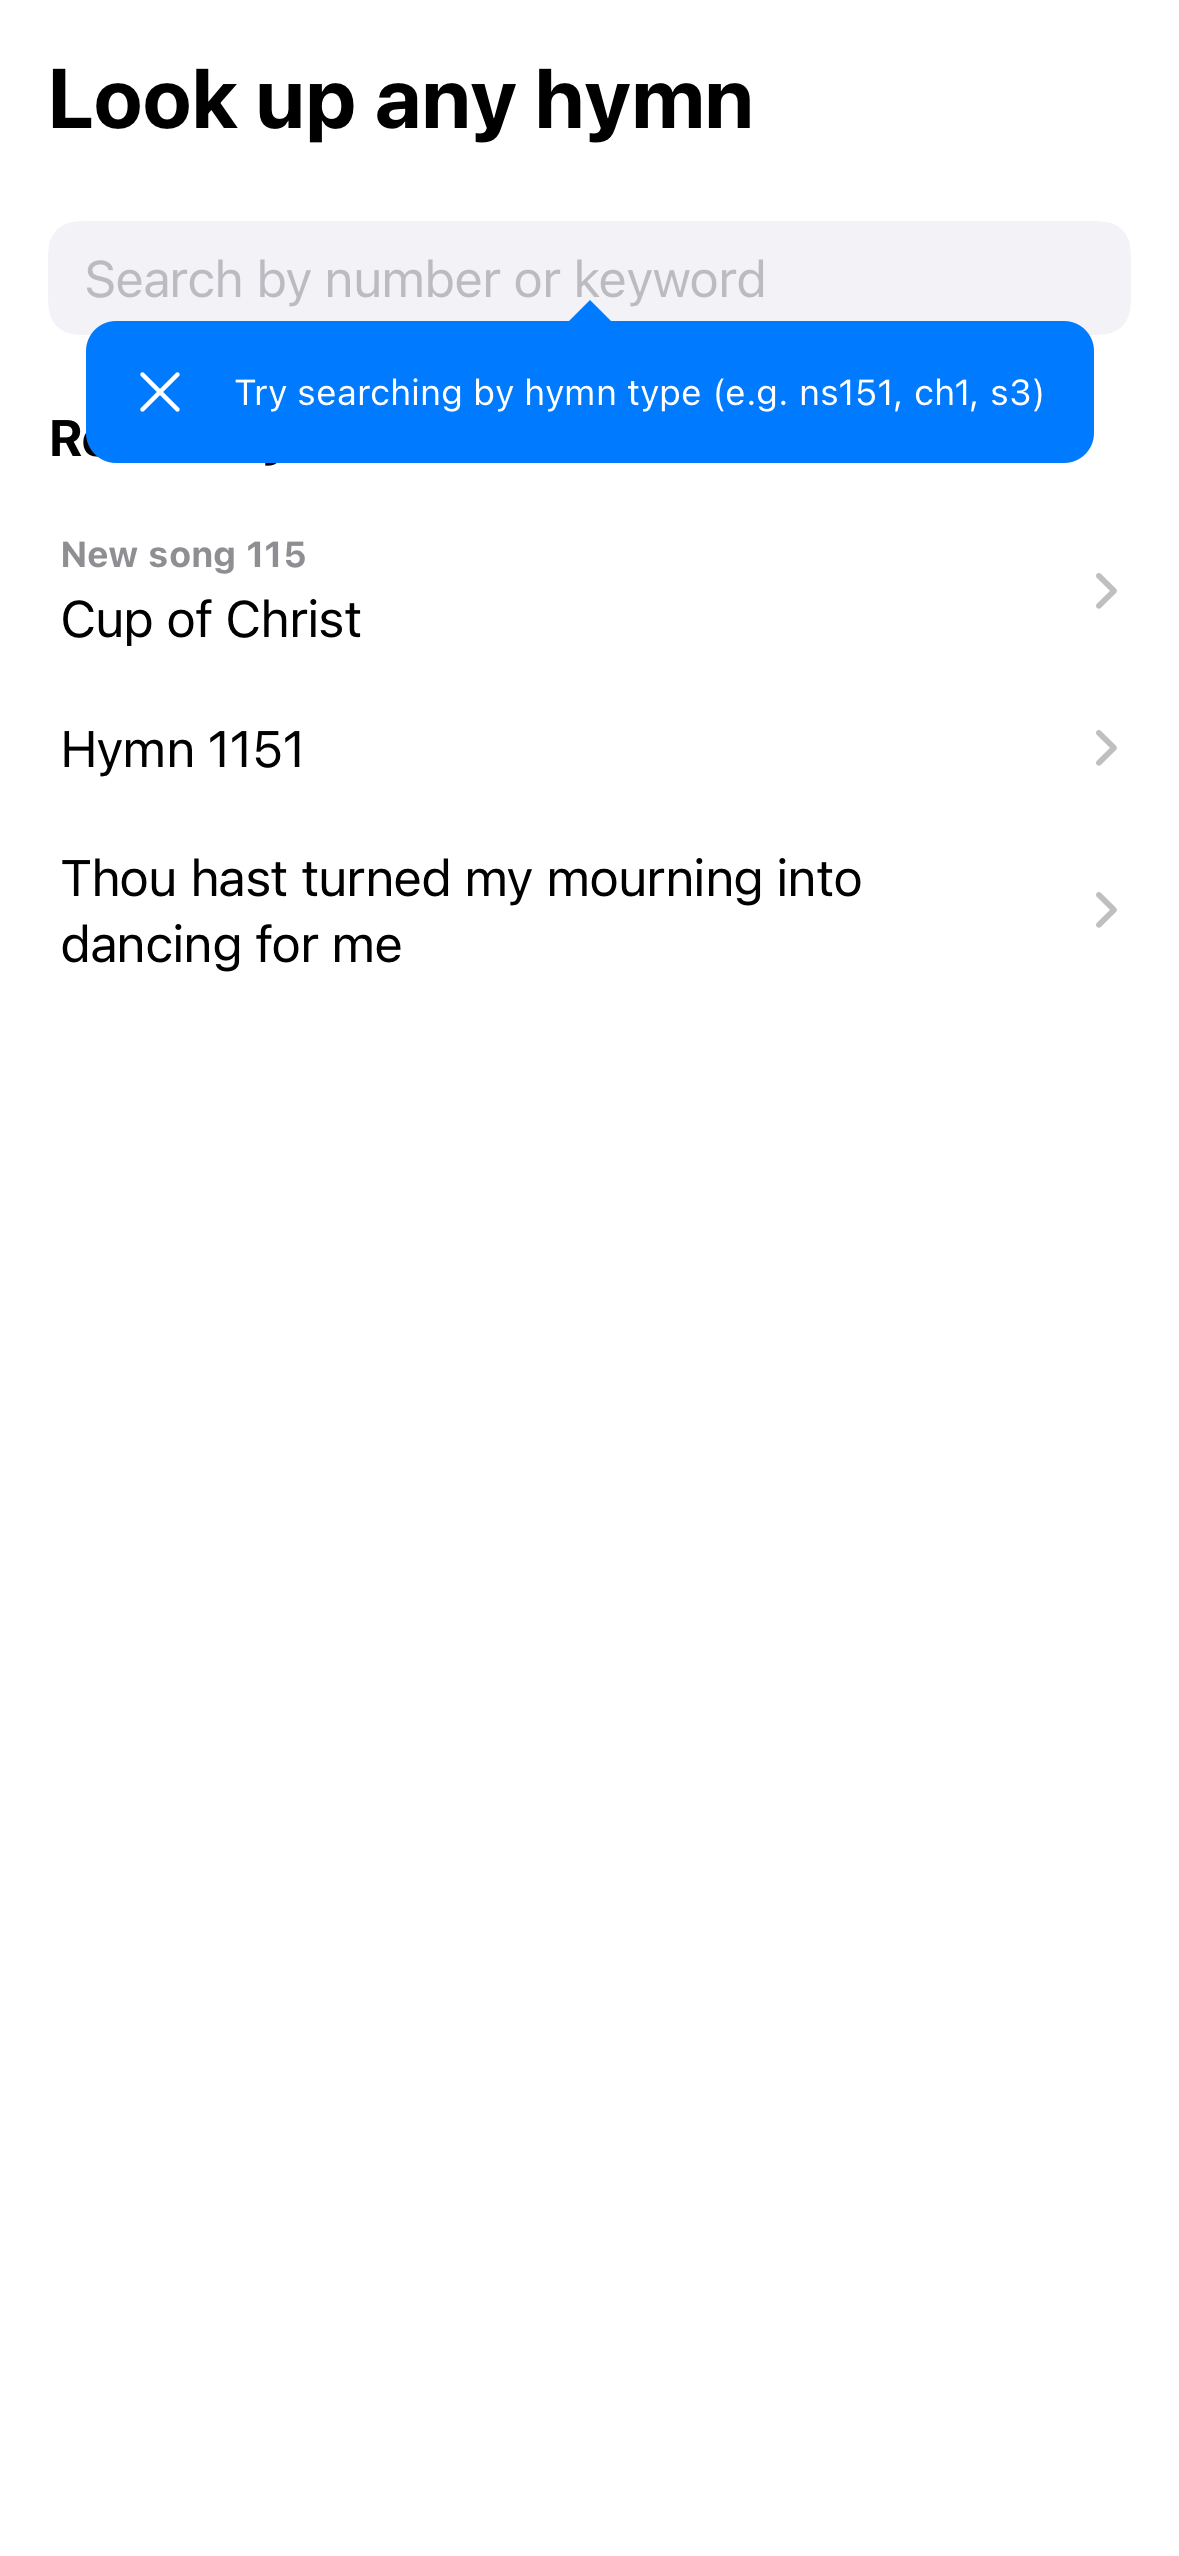 Look up any hymn
Search by number or keyword
Try searching by hymn type (e.g. ns151, ch1, s3)
New song 115
Cup of Christ
Hymn 1151
Thou hast turned my mourning into
dancing for me